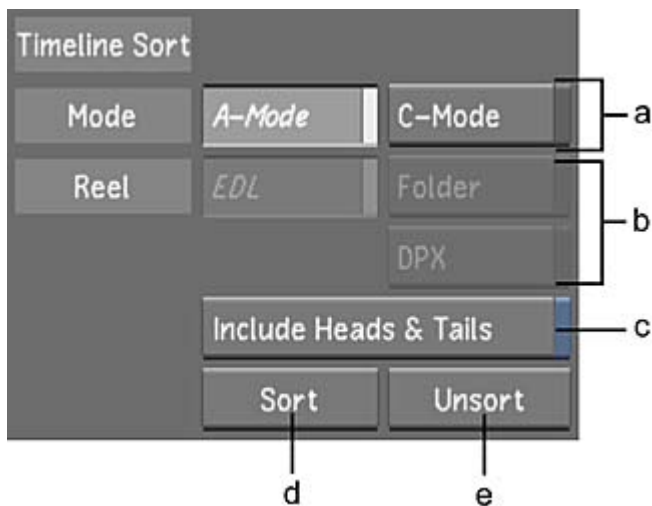 Timeline Sort
Mode A-Mode C-Mode a
Reel EDL Folder b
DPX
Include Heads & Tails c
Sort Unsort
d e